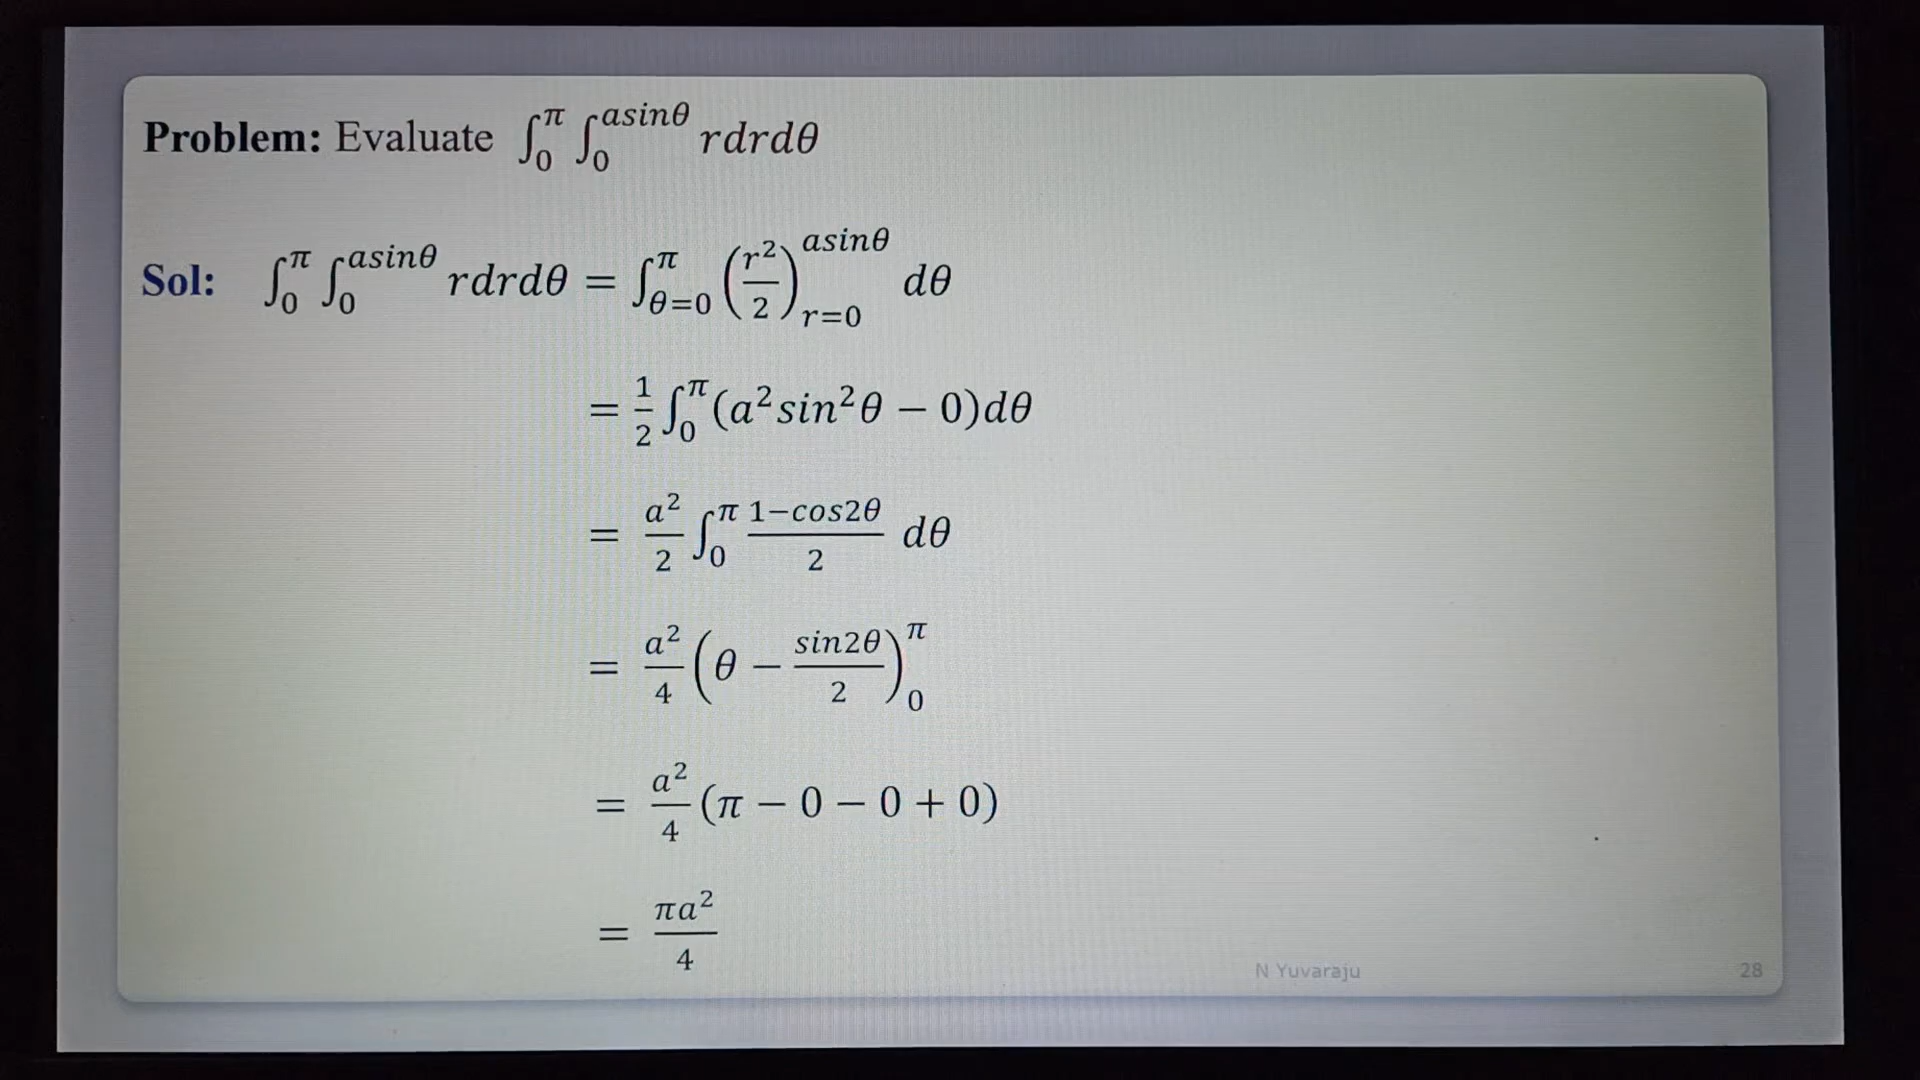 Problem: Evaluate ∫₀^π ∫₀^{asinθ} rdrdθ
Sol: ∫₀^π ∫₀^{asinθ} rdrdθ = ∫_{θ=0}^π (r²/2)_{r=0}^{asinθ} dθ
= 1/2 ∫₀^π (a²sin²θ − 0)dθ
= a²/2 ∫₀^π (1−cos2θ)/2 dθ
= a²/4 (θ − sin2θ/2)₀^π
= a²/4 (π − 0 − 0 + 0)
= πa²/4
N Yuvaraju 28